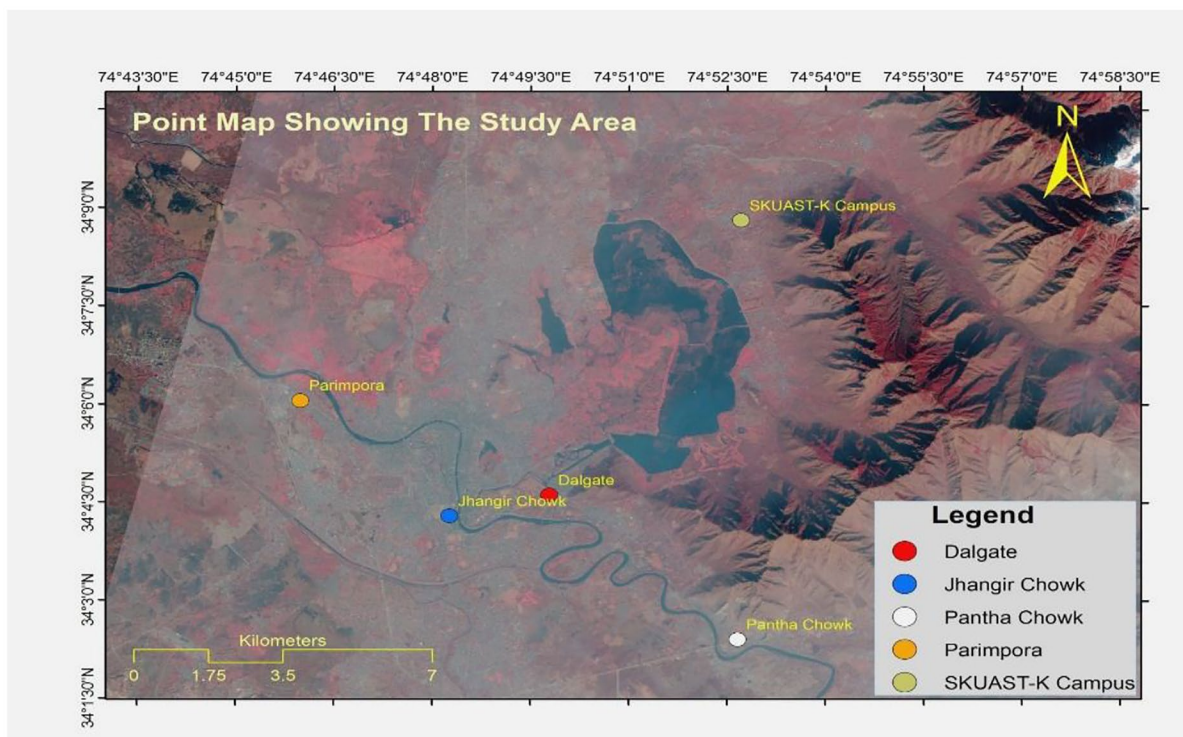 74°43'30"E 74°45'0"E 74°46'30"E 74°48'0"E 74°49'30"E 74°51'0"E 74°52'30"E 74°54'0"E 74°55'30"E 74°57'0"E 74°58'30"E
Point Map Showing The Study Area
N
34°9'0"N
34°7'30"N
34°6'0"N
34°4'30"N
34°3'0"N
34°1'30"N
SKUAST-K Campus
Parimpora
Dalgate
Jhangir Chowk
Pantha Chowk
Kilometers
0 1.75 3.5 7
Legend
Dalgate
Jhangir Chowk
Pantha Chowk
Parimpora
SKUAST-K Campus